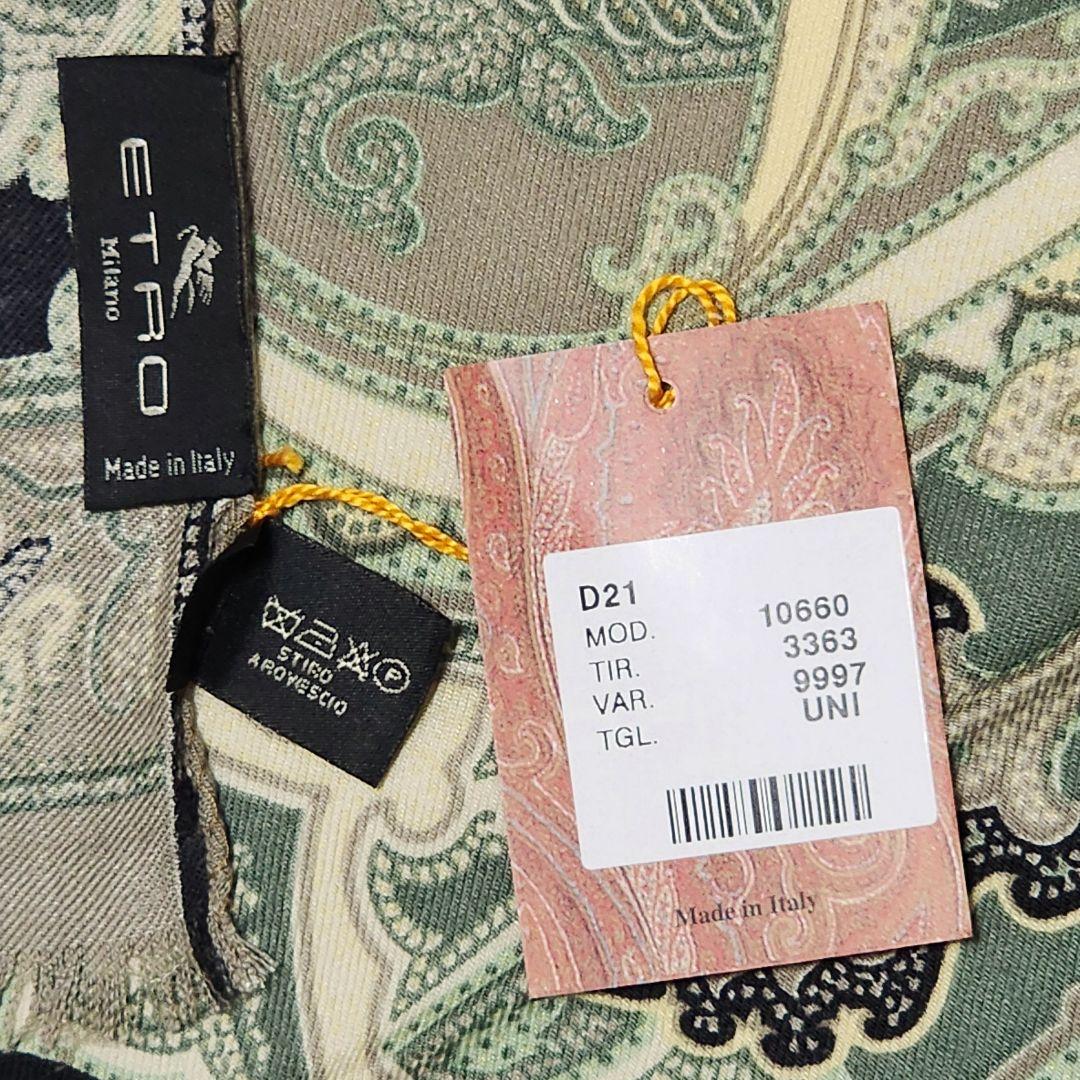 ETRO
Milano
Made in Italy
P
STIRO
AROVESCIO
D21
MOD. 10660
TIR. 3363
VAR. 9997
TGL. UNI
Made in Italy